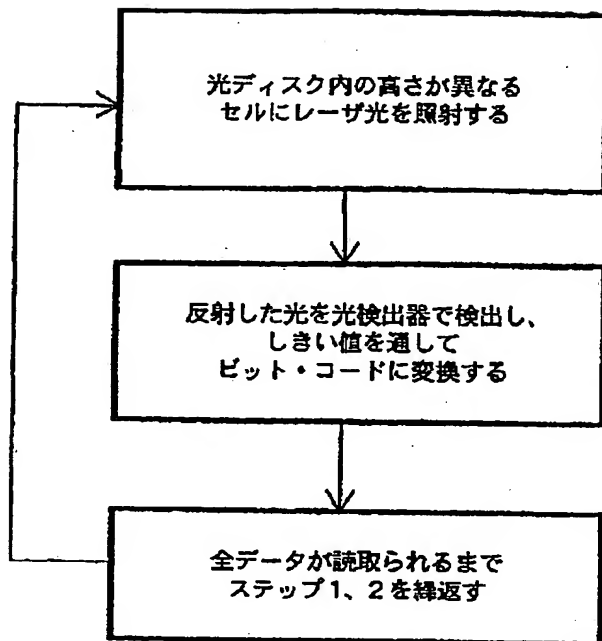 光ディスク内の高さが異なる
セルにレーザ光を照射する
反射した光を光検出器で検出し、
しきい値を通して
ビット・コードに変換する
全データが読取られるまで
ステップ1、2を繰返す